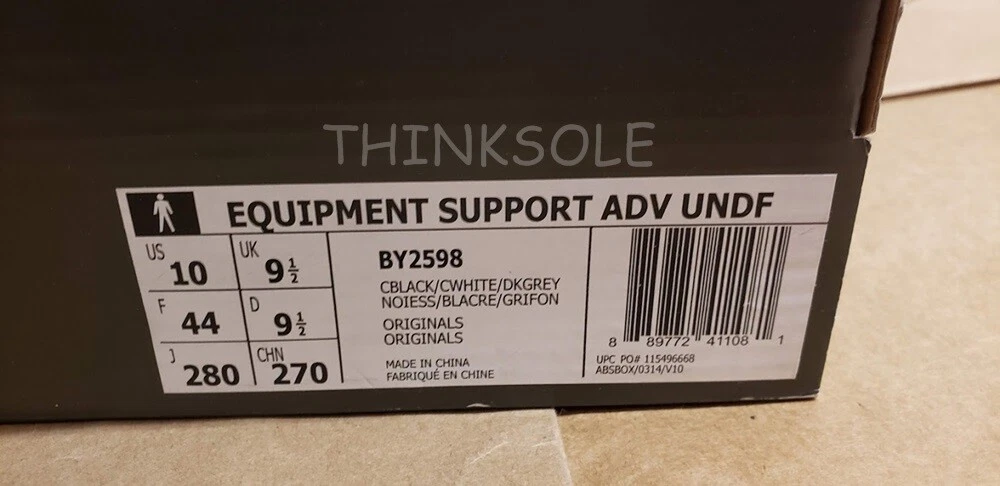 THINKSOLE
EQUIPMENT SUPPORT ADV UNDF
US 10
UK 9½
F 44
D 9½
J 280
CHN 270
BY2598
CBLACK/CWHITE/DKGREY
NOIESS/BLACRE/GRIFON
ORIGINALS
ORIGINALS
MADE IN CHINA
FABRIQUÉ EN CHINE
8 89772 41108 1
UPC PO# 115496668
ABSBOX/0314/V10